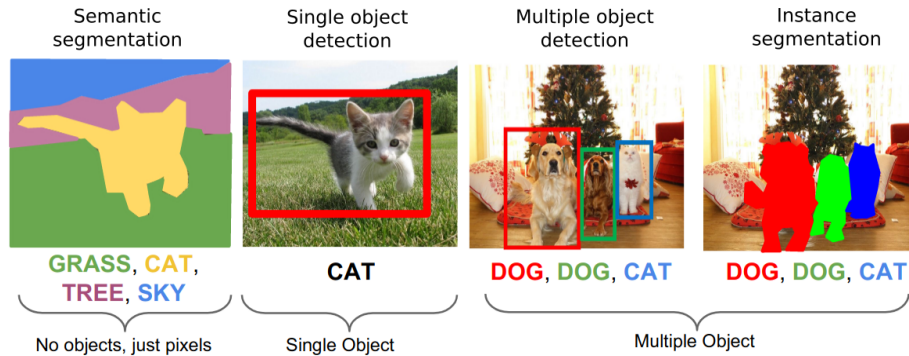 Semantic
segmentation
Single object
detection
Multiple object
detection
Instance
segmentation
GRASS, CAT,
TREE, SKY
CAT
DOG, DOG, CAT
DOG, DOG, CAT
No objects, just pixels
Single Object
Multiple Object